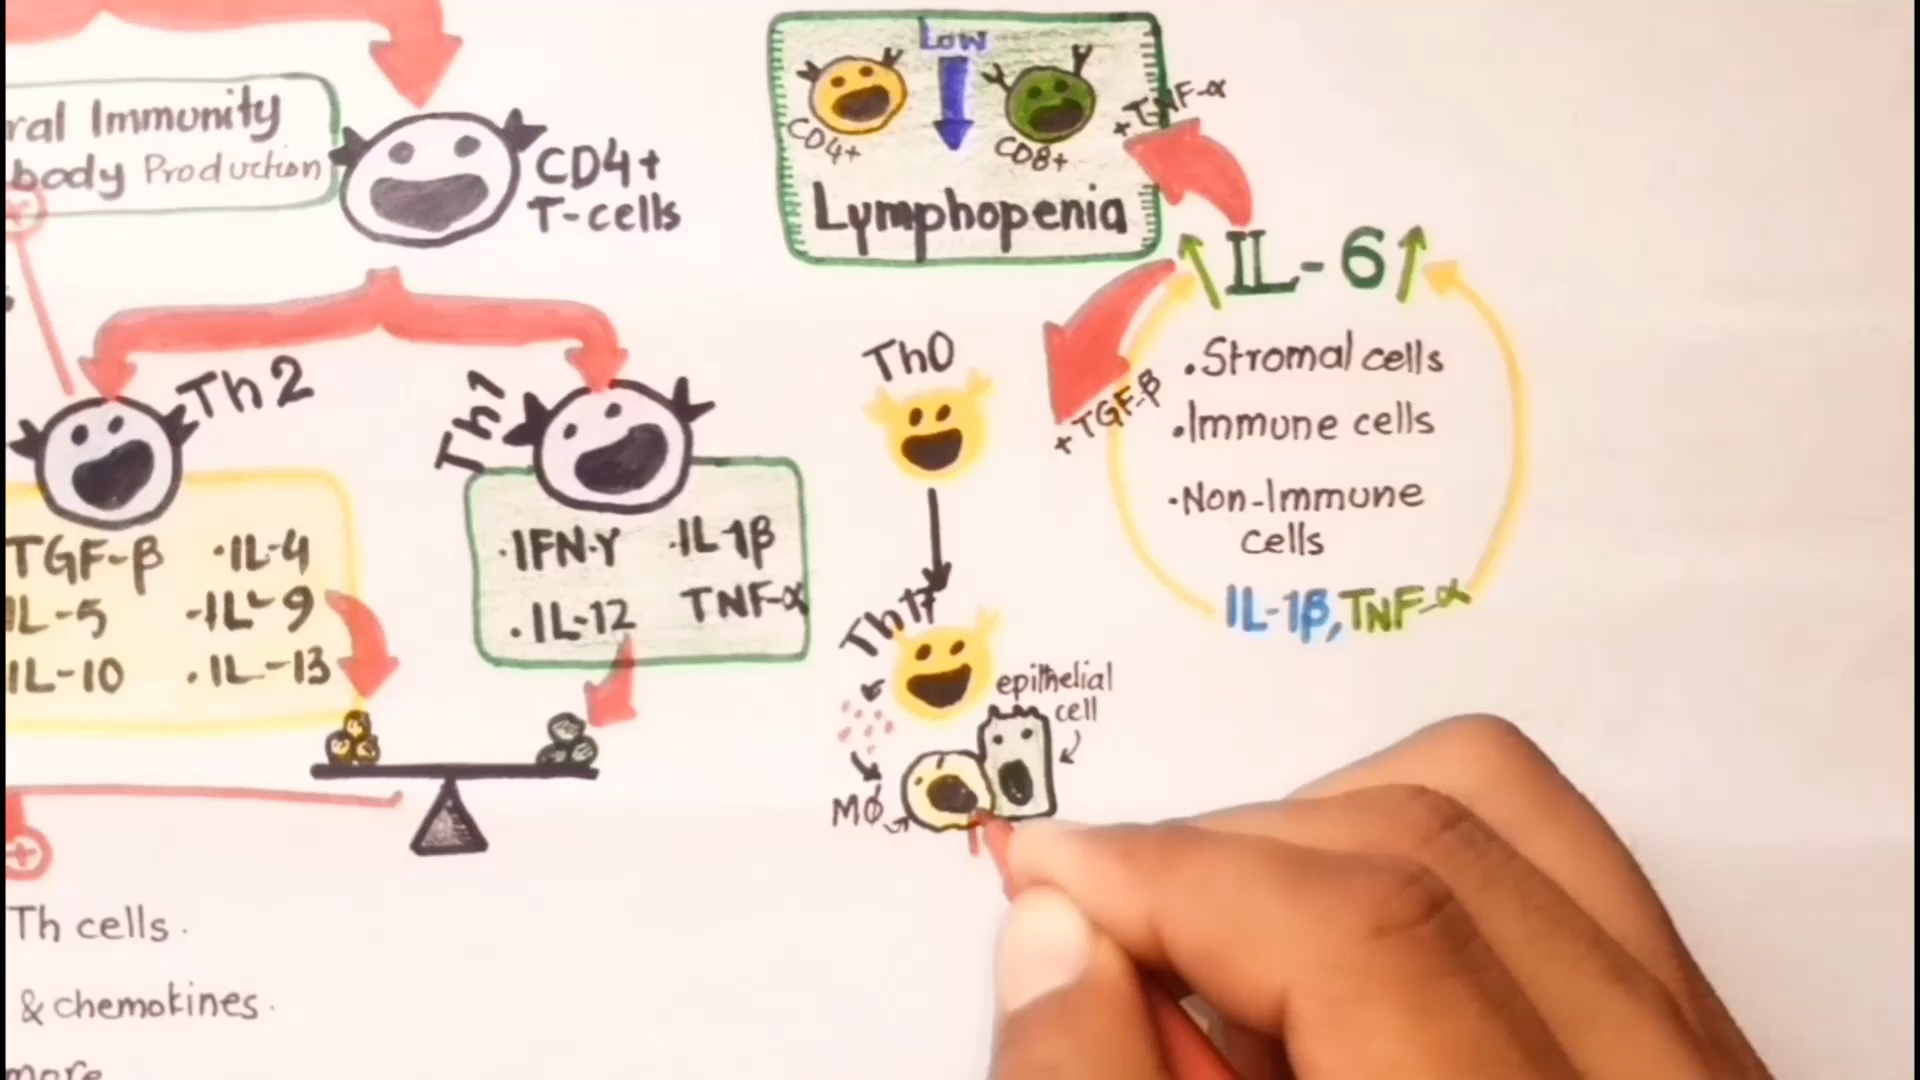 ral Immunity
body Production
CD4+
T-cells
Th2
Th1
TGF-β
·IL-4
IL-5
-IL-9
IL-10
·IL-13
·IFN-γ
·IL-1β
·IL-12
TNF-α
Th cells.
& chemokines.
more
Low
CD4+
CD8+
Lymphopenia
+TNF-α
IL-6
·Stromal cells
·Immune cells
·Non-Immune
cells
IL-1β, TNF-α
+TGF-β
Th0
Th17
epithelial
cell
MØ